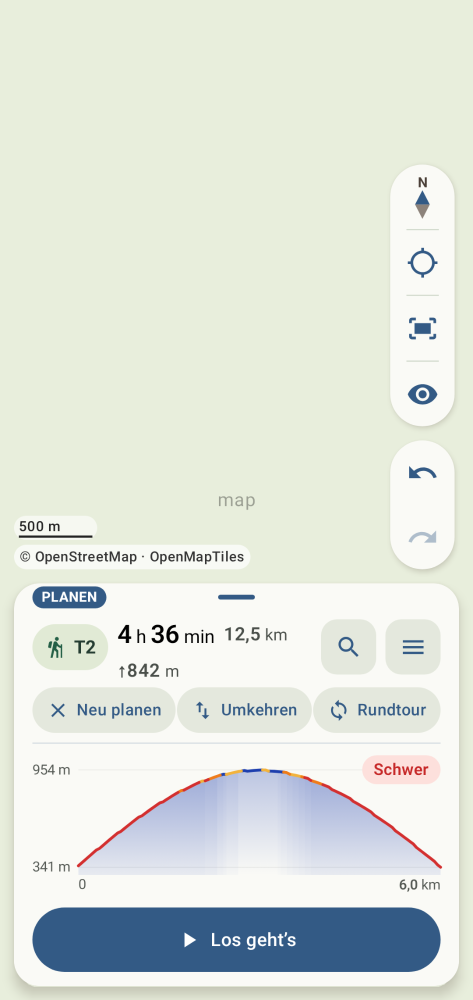 N
map
500 m
© OpenStreetMap · OpenMapTiles
PLANEN
T2
4 h 36 min 12,5 km
↑842 m
Neu planen
Umkehren
Rundtour
954 m
Schwer
341 m
0
6,0 km
Los geht's